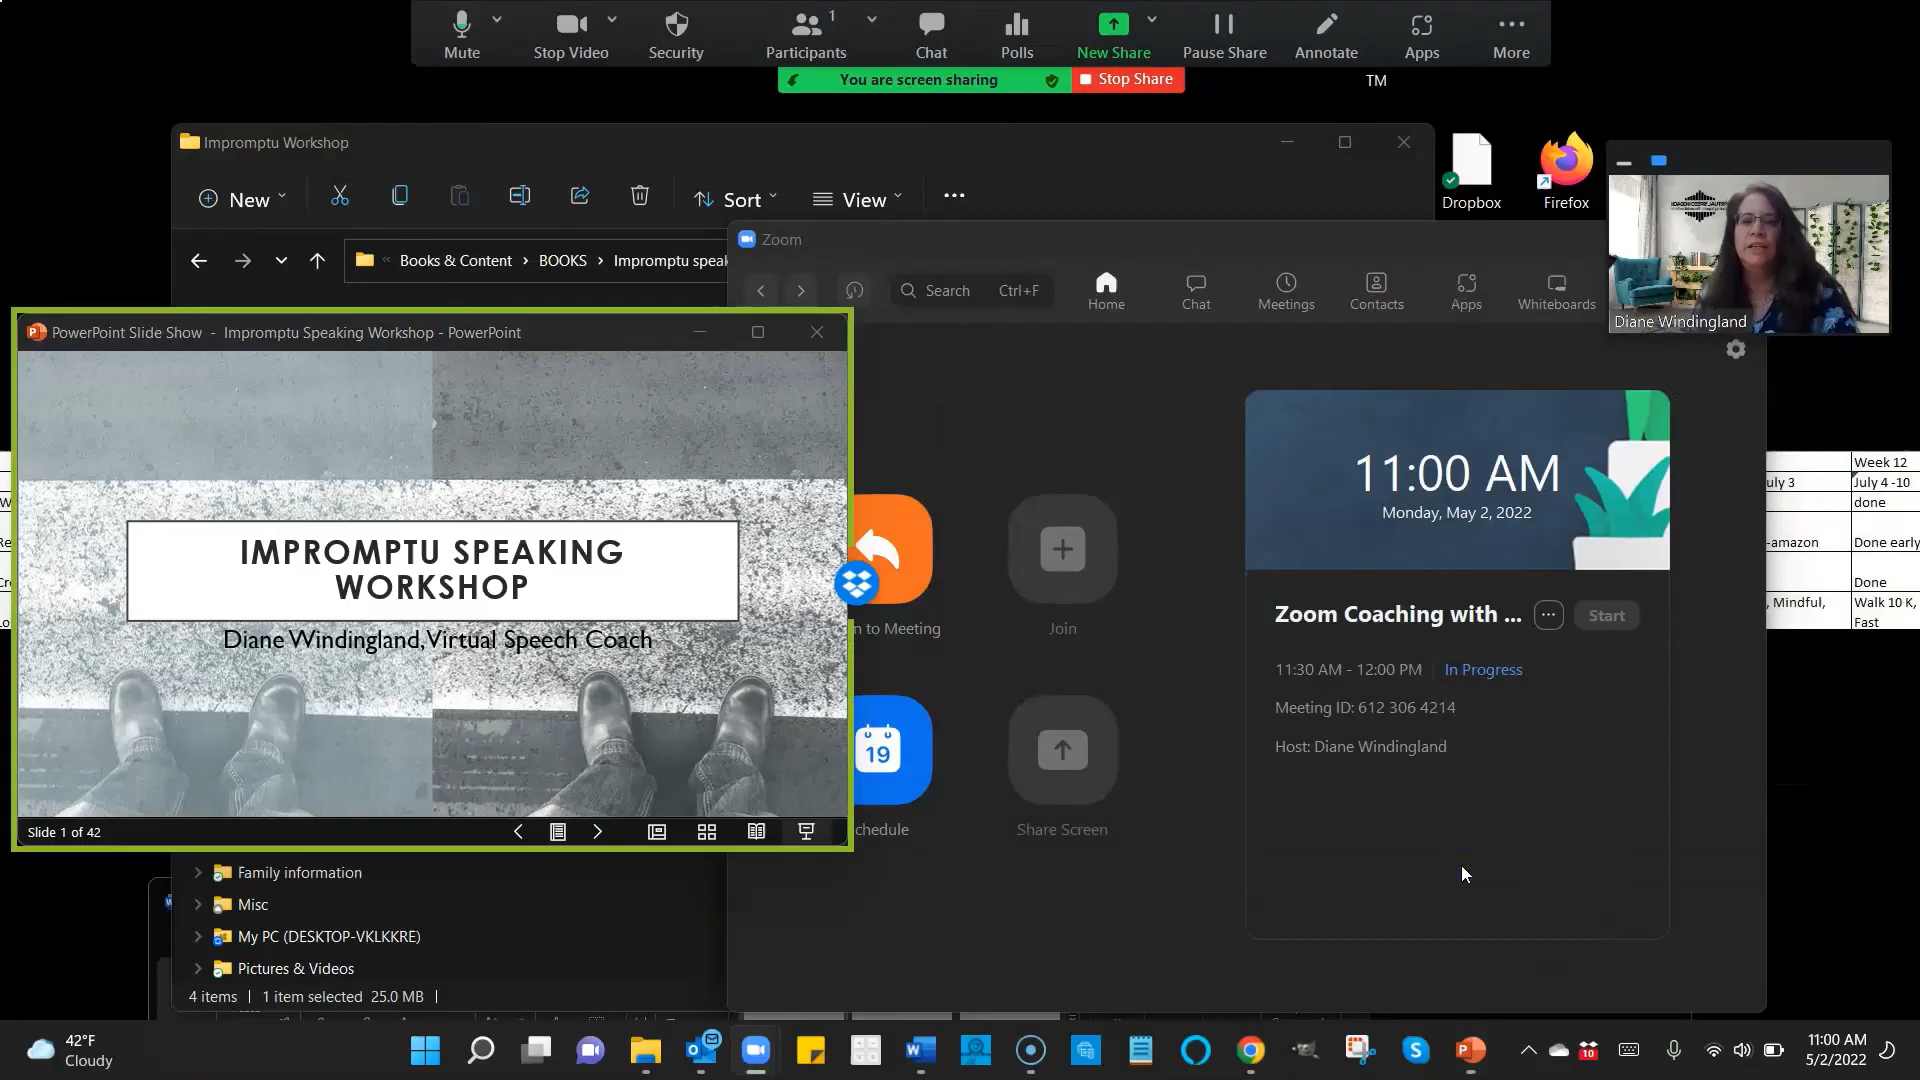 Mute
Stop Video
Security
Participants
1
Chat
Polls
New Share
Pause Share
Annotate
Apps
More
You are screen sharing
Stop Share
TM
Impromptu Workshop
New
Sort
View
Dropbox
Firefox
Books & Content
BOOKS
Impromptu speak
Zoom
Search
Ctrl+F
Home
Chat
Meetings
Contacts
Apps
Whiteboards
Diane Windingland
PowerPoint Slide Show - Impromptu Speaking Workshop - PowerPoint
IMPROMPTU SPEAKING
WORKSHOP
Diane Windingland, Virtual Speech Coach
Slide 1 of 42
n to Meeting
Join
chedule
19
Share Screen
11:00 AM
Monday, May 2, 2022
Zoom Coaching with ...
Start
11:30 AM - 12:00 PM
In Progress
Meeting ID: 612 306 4214
Host: Diane Windingland
Week 12
uly 3
July 4 -10
done
-amazon
Done early
Done
, Mindful,
Walk 10 K,
Fast
Family information
Misc
My PC (DESKTOP-VKLKKRE)
Pictures & Videos
4 items
1 item selected 25.0 MB
42°F
Cloudy
10
11:00 AM
5/2/2022